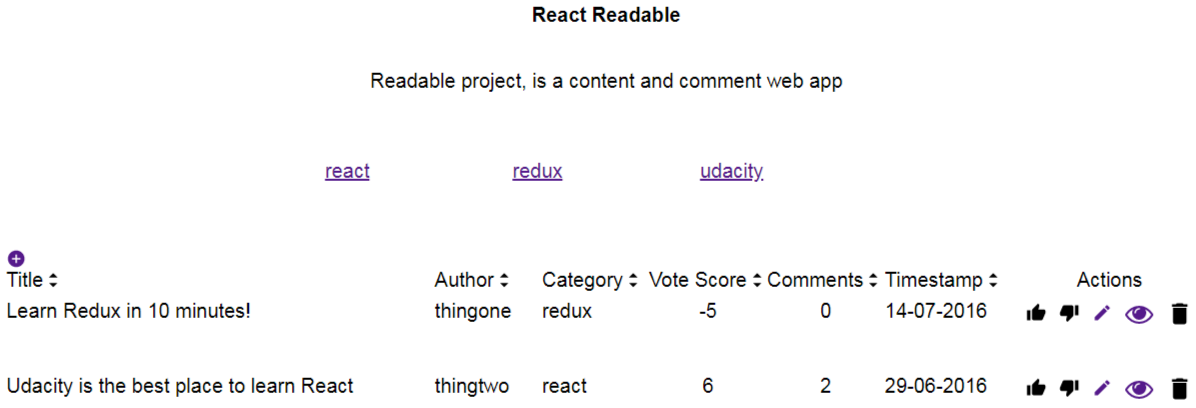 React Readable
Readable project, is a content and comment web app
react redux udacity
Title Author Category Vote Score Comments Timestamp Actions
Learn Redux in 10 minutes! thingone redux -5 0 14-07-2016
Udacity is the best place to learn React thingtwo react 6 2 29-06-2016